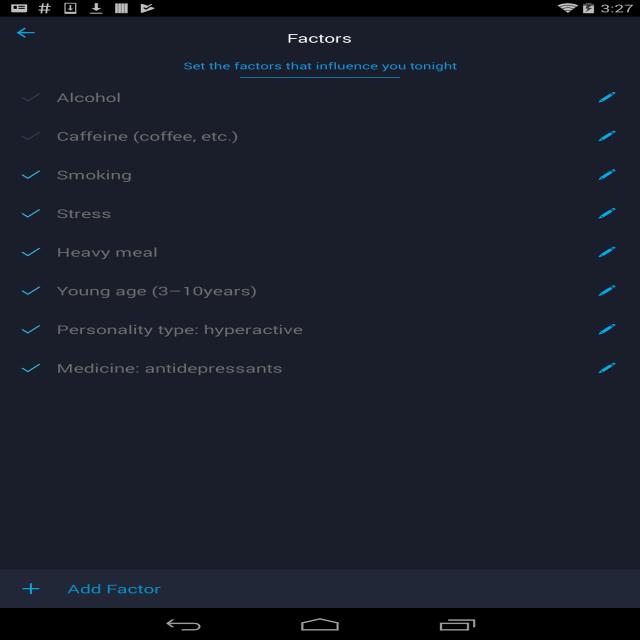 3:27
Factors
Set the factors that influence you tonight
Alcohol
Caffeine (coffee, etc.)
Smoking
Stress
Heavy meal
Young age (3–10years)
Personality type: hyperactive
Medicine: antidepressants
Add Factor